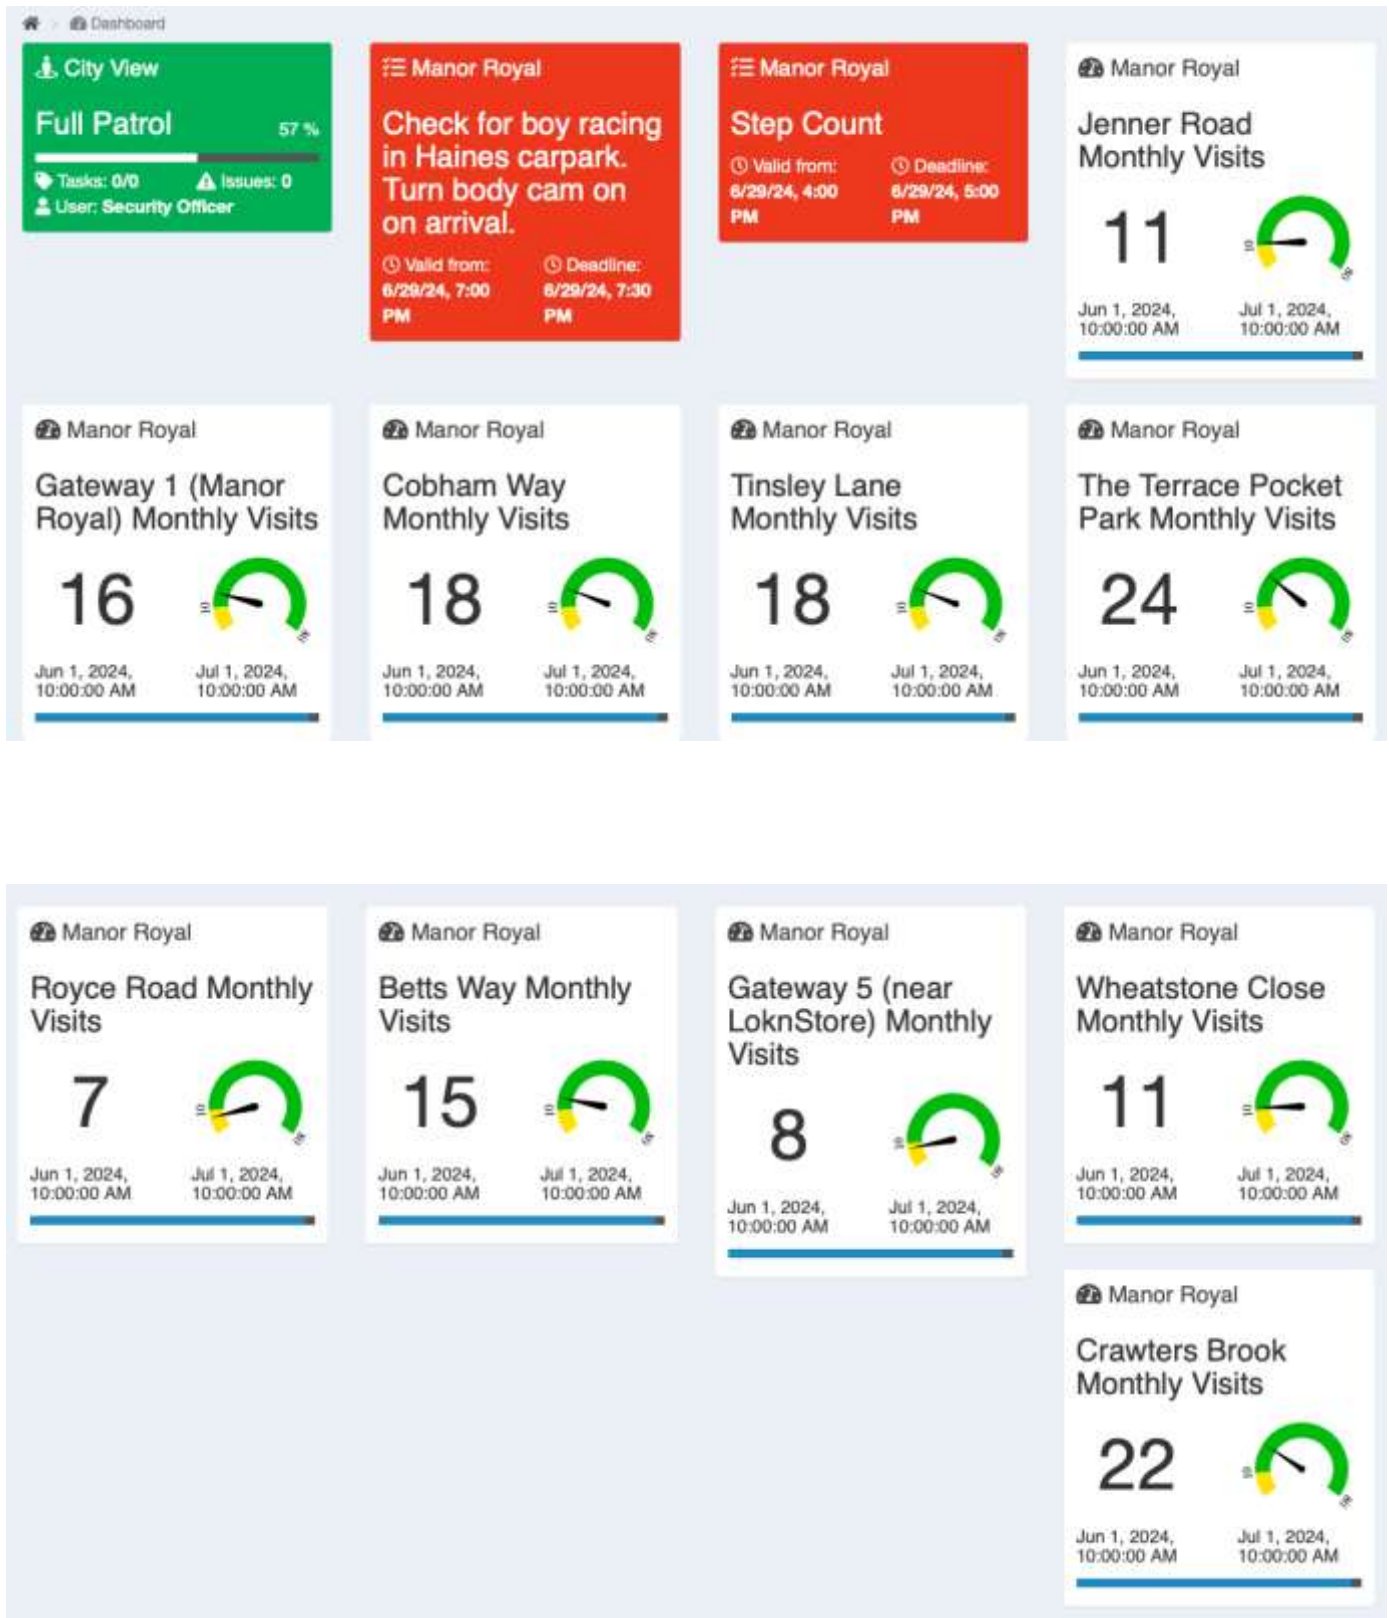 Dashboard
City View
Full Patrol
57 %
Tasks: 0/0
Issues: 0
User: Security Officer
Manor Royal
Check for boy racing
in Haines carpark.
Turn body cam on
on arrival.
Valid from:
6/29/24, 7:00
PM
Deadline:
6/29/24, 7:30
PM
Manor Royal
Step Count
Valid from:
6/29/24, 4:00
PM
Deadline:
6/29/24, 5:00
PM
Manor Royal
Jenner Road
Monthly Visits
11
10
Jun 1, 2024,
10:00:00 AM
Jul 1, 2024,
10:00:00 AM
Manor Royal
Gateway 1 (Manor
Royal) Monthly Visits
16
10
Jun 1, 2024,
10:00:00 AM
Jul 1, 2024,
10:00:00 AM
Manor Royal
Cobham Way
Monthly Visits
18
10
Jun 1, 2024,
10:00:00 AM
Jul 1, 2024,
10:00:00 AM
Manor Royal
Tinsley Lane
Monthly Visits
18
10
Jun 1, 2024,
10:00:00 AM
Jul 1, 2024,
10:00:00 AM
Manor Royal
The Terrace Pocket
Park Monthly Visits
24
10
Jun 1, 2024,
10:00:00 AM
Jul 1, 2024,
10:00:00 AM
Manor Royal
Royce Road Monthly
Visits
7
10
Jun 1, 2024,
10:00:00 AM
Jul 1, 2024,
10:00:00 AM
Manor Royal
Betts Way Monthly
Visits
15
10
Jun 1, 2024,
10:00:00 AM
Jul 1, 2024,
10:00:00 AM
Manor Royal
Gateway 5 (near
LoknStore) Monthly
Visits
8
10
Jun 1, 2024,
10:00:00 AM
Jul 1, 2024,
10:00:00 AM
Manor Royal
Wheatstone Close
Monthly Visits
11
10
Jun 1, 2024,
10:00:00 AM
Jul 1, 2024,
10:00:00 AM
Manor Royal
Crawters Brook
Monthly Visits
22
10
Jun 1, 2024,
10:00:00 AM
Jul 1, 2024,
10:00:00 AM